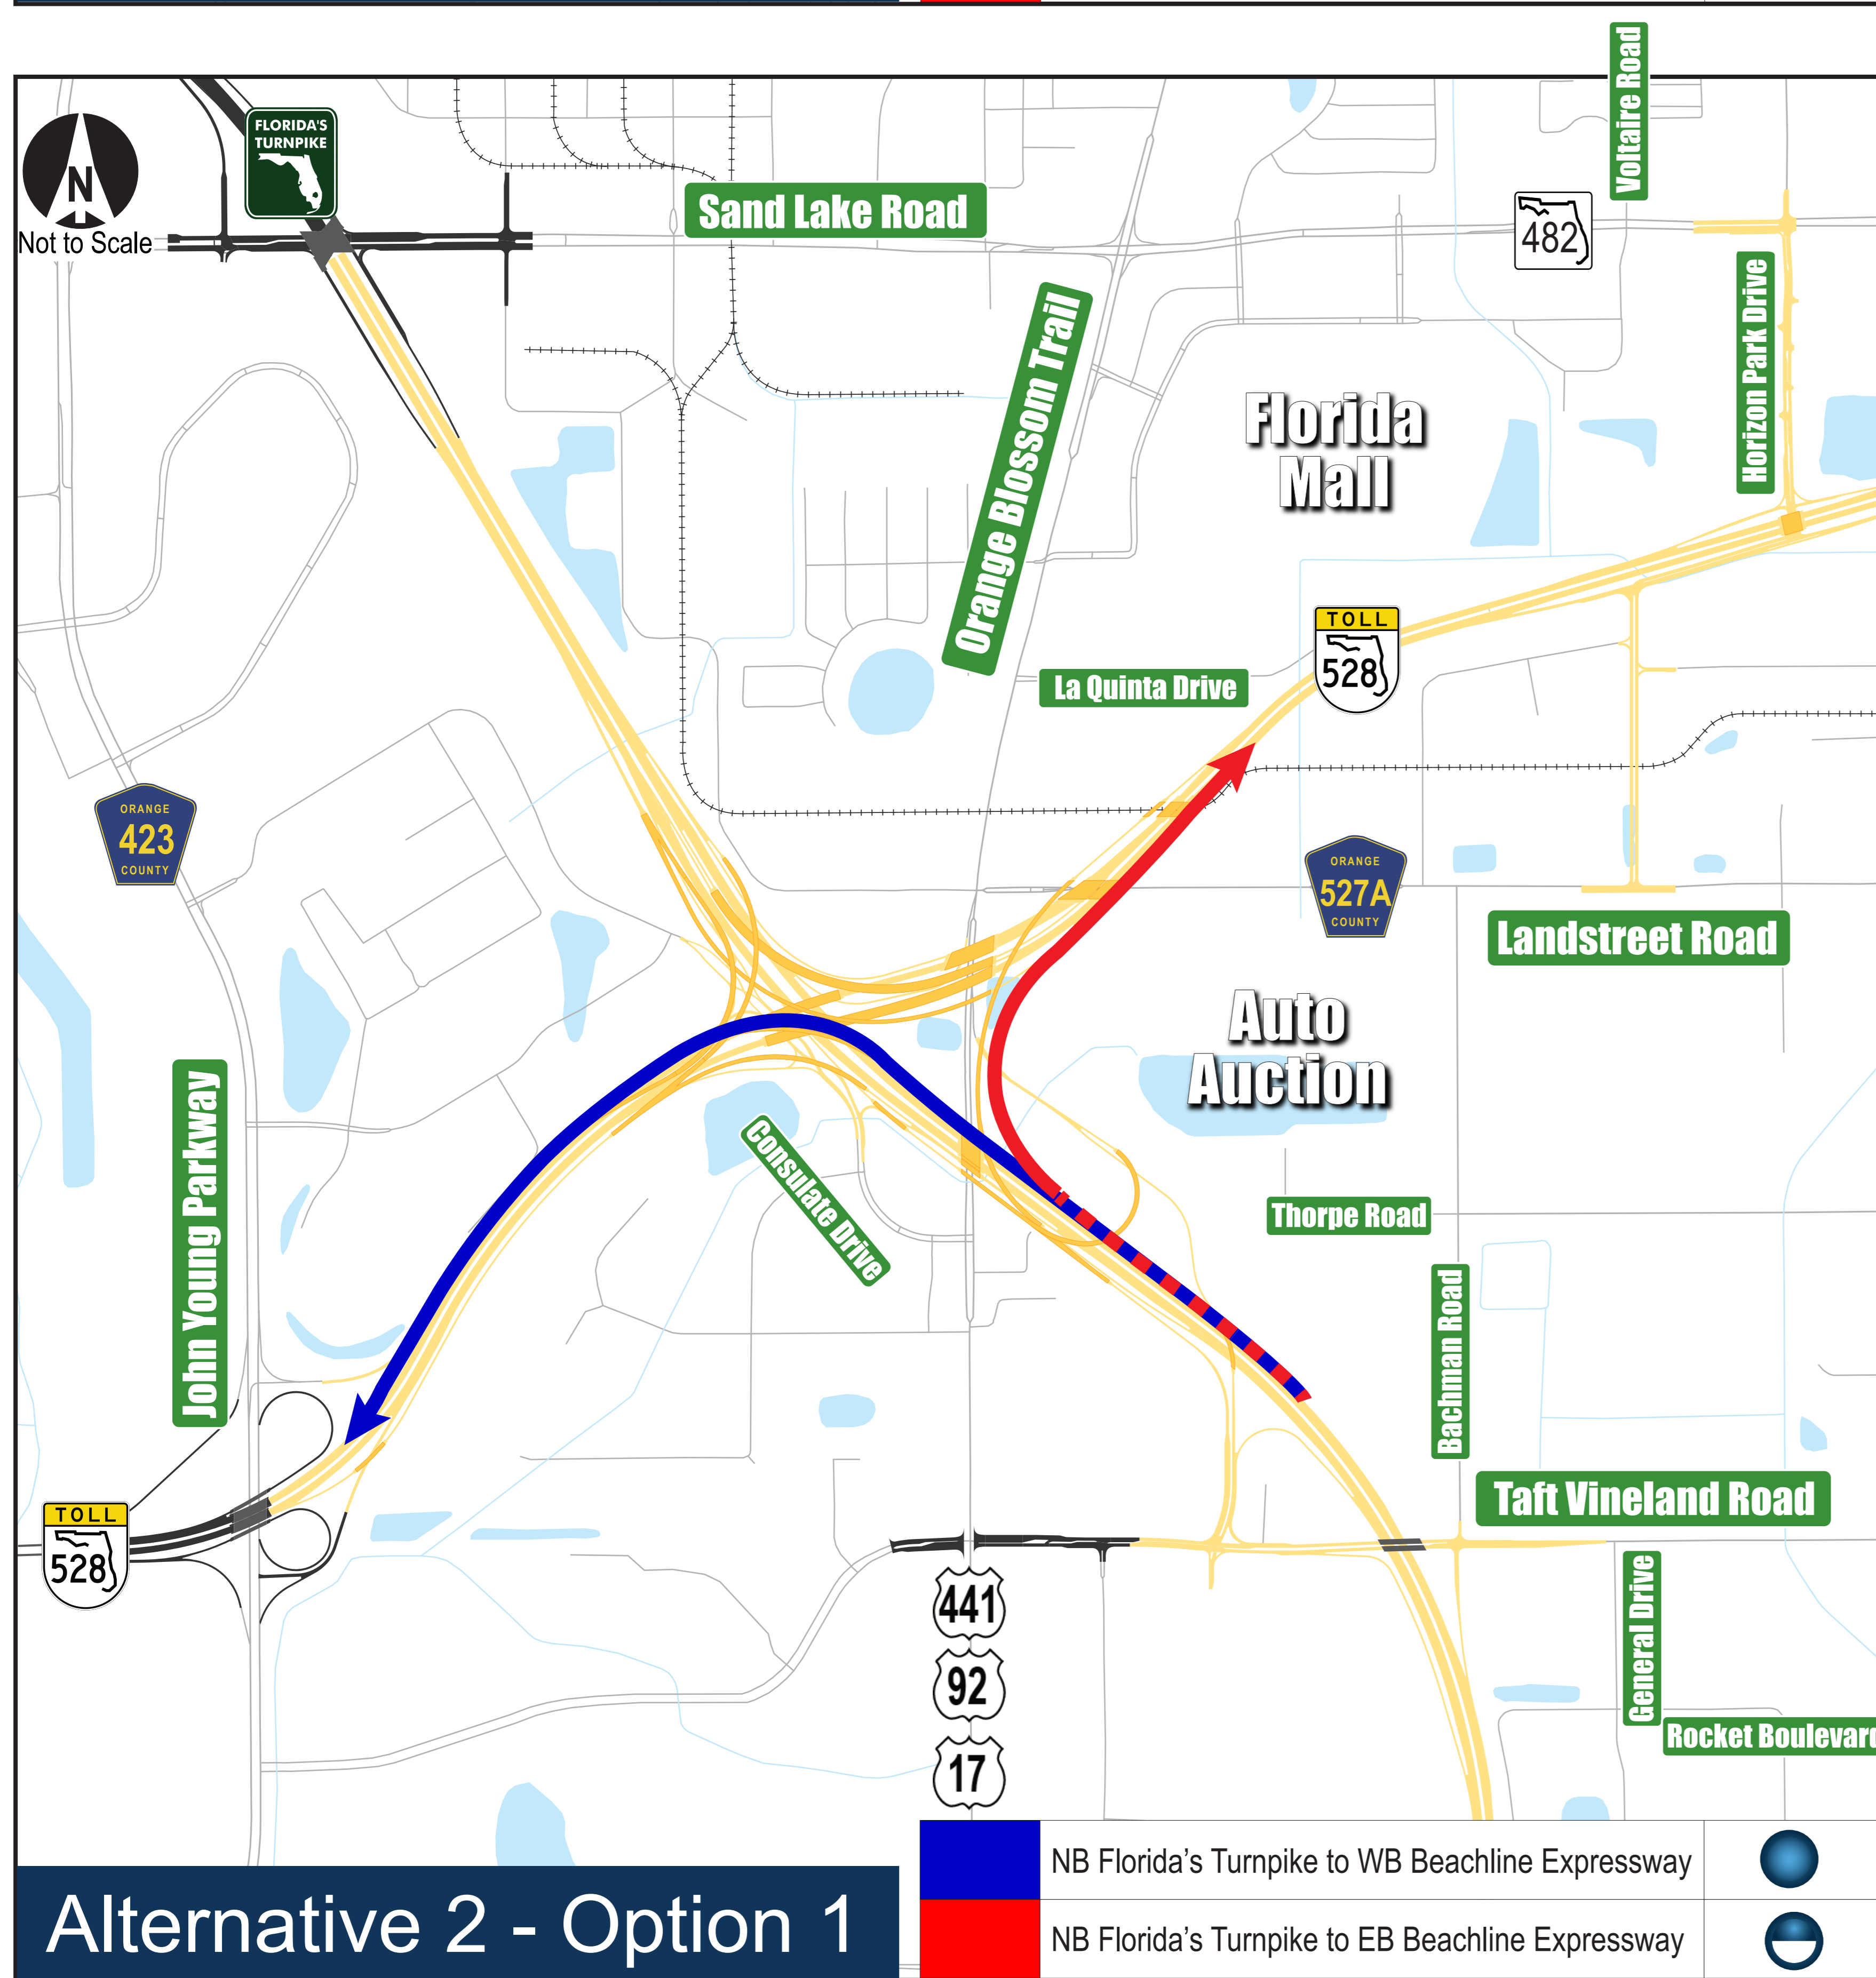 Voltaire Road
FLORIDA'S
TURNPIKE
N
Not to Scale
Sand Lake Road
482
Horizon Park Drive
Orange Blossom Trail
Florida
Mall
TOLL
528
La Quinta Drive
ORANGE
423
COUNTY
ORANGE
527A
COUNTY
Landstreet Road
Auto
Auction
John Young Parkway
Consulate Drive
Thorpe Road
Bachman Road
Taft Vineland Road
TOLL
528
441
92
17
General Drive
Rocket Boulevard
NB Florida's Turnpike to WB Beachline Expressway
Alternative 2 - Option 1
NB Florida's Turnpike to EB Beachline Expressway